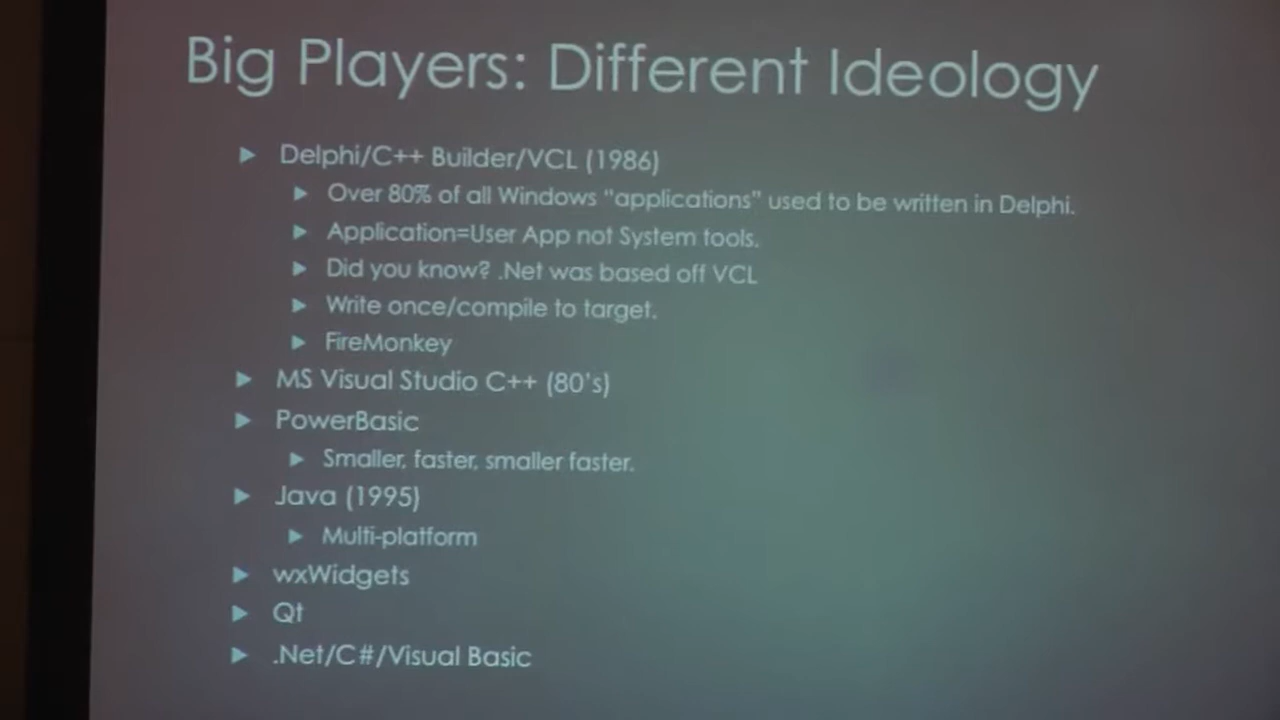 Big Players: Different Ideology
Delphi/C++ Builder/VCL (1986)
Over 80% of all Windows “applications” used to be written in Delphi.
Application=User App not System tools.
Did you know? .Net was based off VCL
Write once/compile to target.
FireMonkey
MS Visual Studio C++ (80’s)
PowerBasic
Smaller, faster, smaller faster.
Java (1995)
Multi-platform
wxWidgets
Qt
.Net/C#/Visual Basic